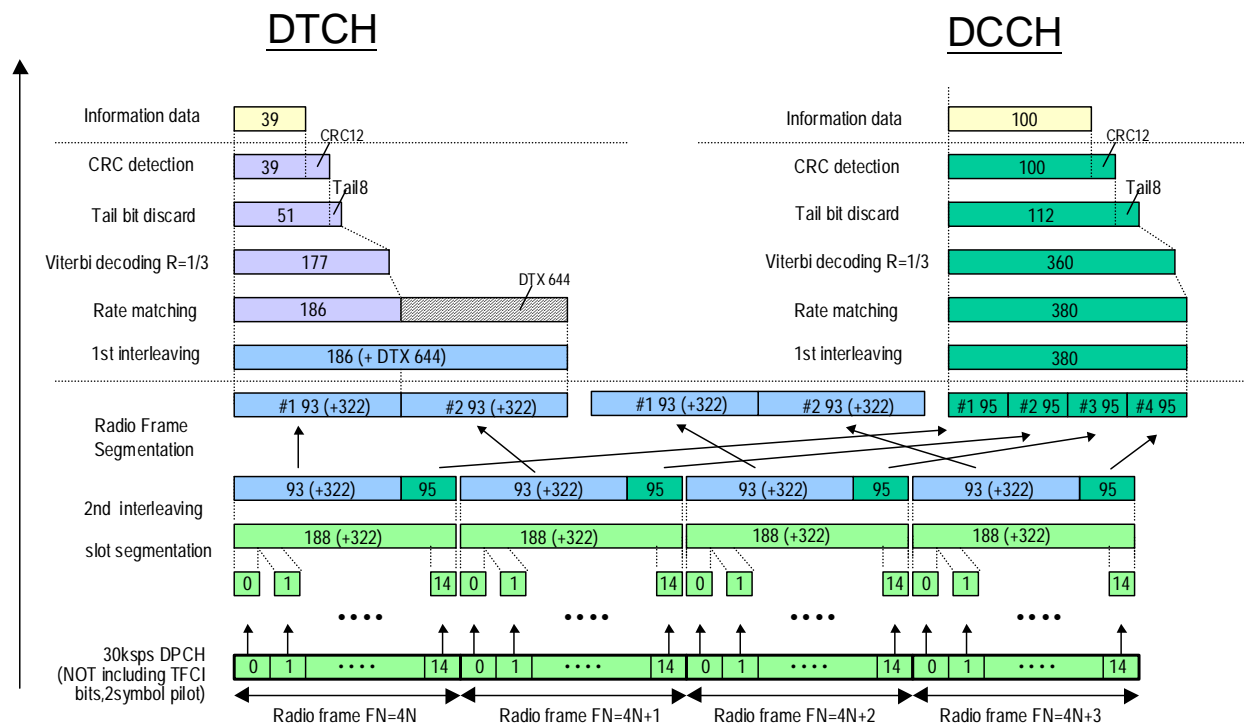 DTCH
DCCH
Information data
39
Information data
100
CRC12
CRC12
CRC detection
39
CRC detection
100
Tail8
Tail8
Tail bit discard
51
Tail bit discard
112
Viterbi decoding R=1/3
177
Viterbi decoding R=1/3
360
DTX 644
Rate matching
186
Rate matching
380
1st interleaving
186 (+ DTX 644)
1st interleaving
380
#1 93 (+322)
#2 93 (+322)
#1 93 (+322)
#2 93 (+322)
#1 95
#2 95
#3 95
#4 95
Radio Frame
Segmentation
93 (+322)
95
93 (+322)
95
93 (+322)
95
93 (+322)
95
2nd interleaving
slot segmentation
188 (+322)
188 (+322)
188 (+322)
188 (+322)
0
1
14
0
1
14
0
1
14
0
1
14
• • • •
• • • •
• • • •
• • • •
30ksps DPCH
(NOT including TFCI
bits,2symbol pilot)
0
1
• • • •
14
0
1
• • • •
14
0
1
• • • •
14
0
1
• • • •
14
Radio frame FN=4N
Radio frame FN=4N+1
Radio frame FN=4N+2
Radio frame FN=4N+3